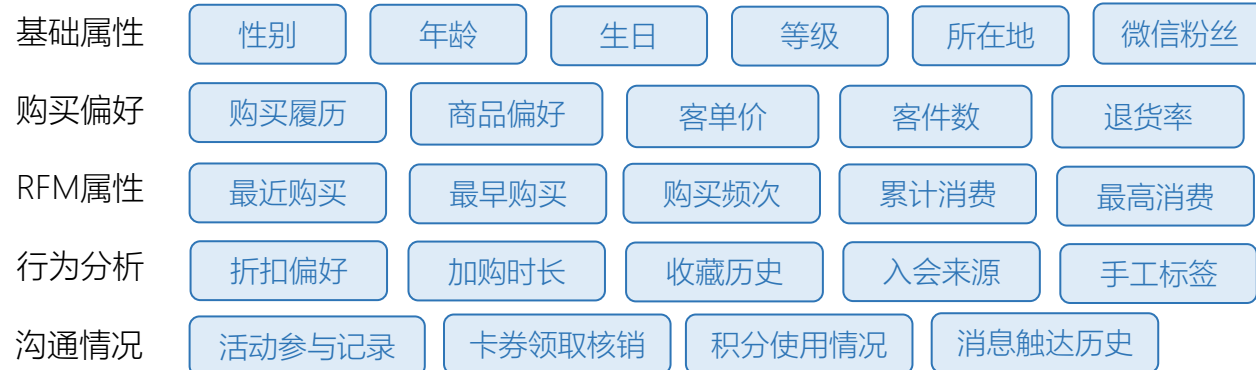 基础属性 性别 年龄 生日 等级 所在地 微信粉丝
购买偏好 购买履历 商品偏好 客单价 客件数 退货率
RFM属性 最近购买 最早购买 购买频次 累计消费 最高消费
行为分析 折扣偏好 加购时长 收藏历史 入会来源 手工标签
沟通情况 活动参与记录 卡券领取核销 积分使用情况 消息触达历史